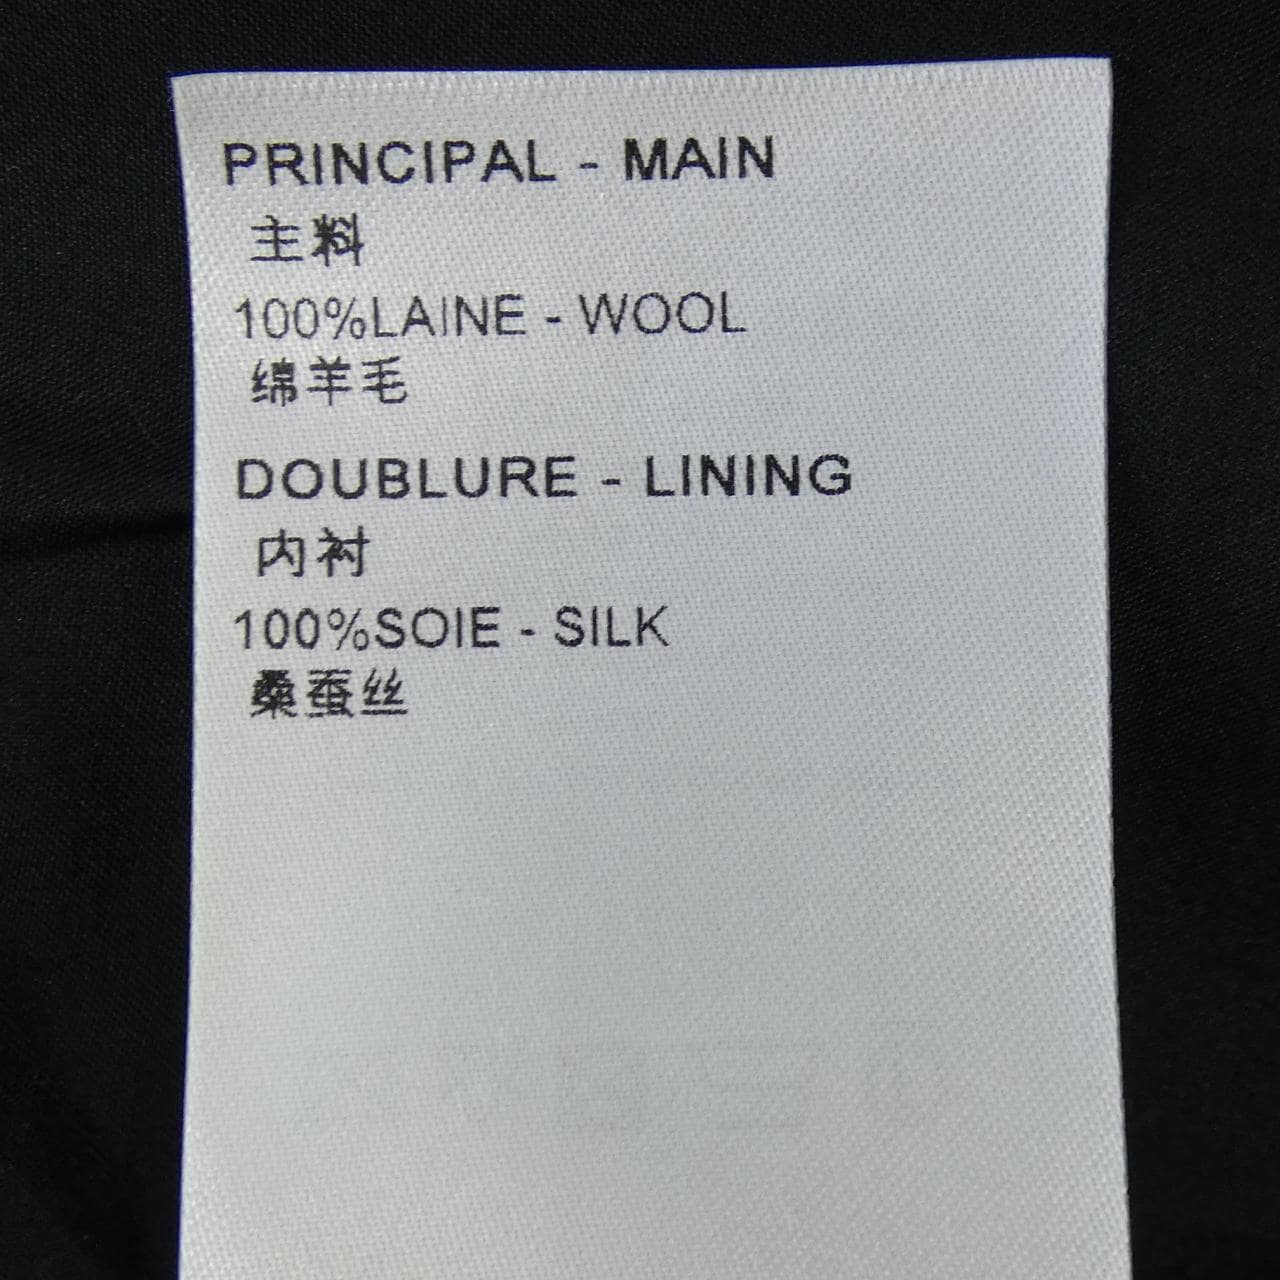 PRINCIPAL - MAIN
主料
100%LAINE - WOOL
绵羊毛
DOUBLURE - LINING
内衬
100%SOIE - SILK
桑蚕丝